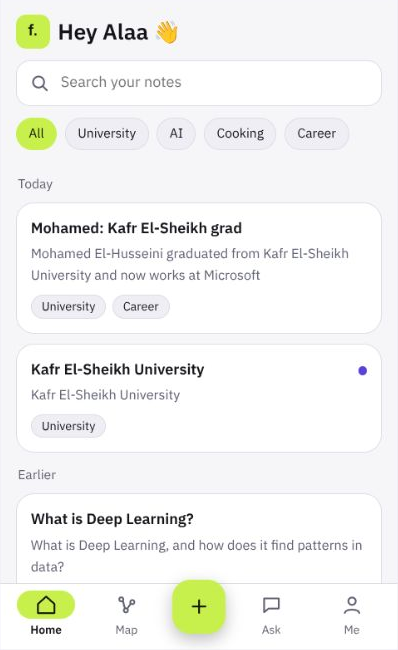 f. Hey Alaa 👋
Search your notes
All University AI Cooking Career
Today
Mohamed: Kafr El-Sheikh grad
Mohamed El-Husseini graduated from Kafr El-Sheikh
University and now works at Microsoft
University Career
Kafr El-Sheikh University
Kafr El-Sheikh University
University
Earlier
What is Deep Learning?
What is Deep Learning, and how does it find patterns in
data?
+
Home Map Ask Me